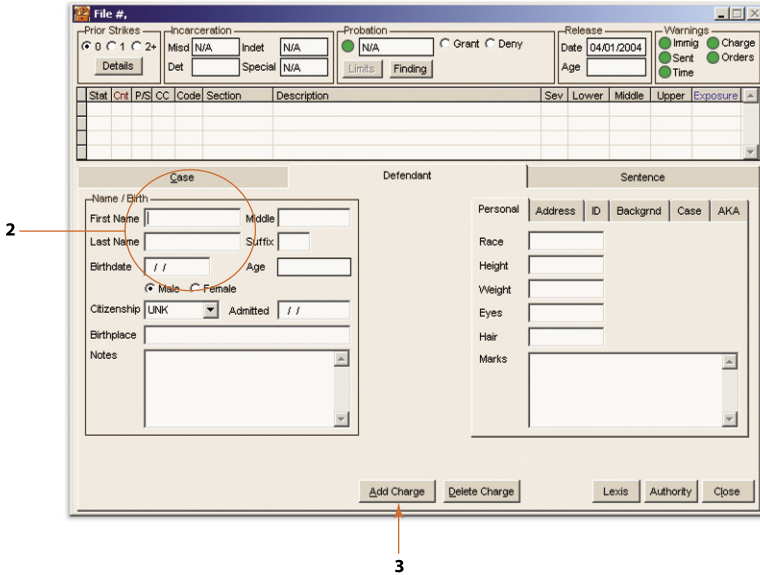 File #,
Prior Strikes Incarceration Probation Release Warnings
0 1 2+ Misd N/A Indet N/A N/A Grant Deny Date 04/01/2004 Immig Charge
Details Det Special N/A Limits Finding Age Sent Orders
Time
Stat Cnt P/S CC Code Section Description Sev Lower Middle Upper Exposure
Case Defendant Sentence
Name / Birth
First Name Middle
Last Name Suffix
Birthdate / / Age
Male Female
Citizenship UNK Admitted / /
Birthplace
Notes
Personal Address ID Backgrnd Case AKA
Race
Height
Weight
Eyes
Hair
Marks
Add Charge Delete Charge Lexis Authority Close
2
3